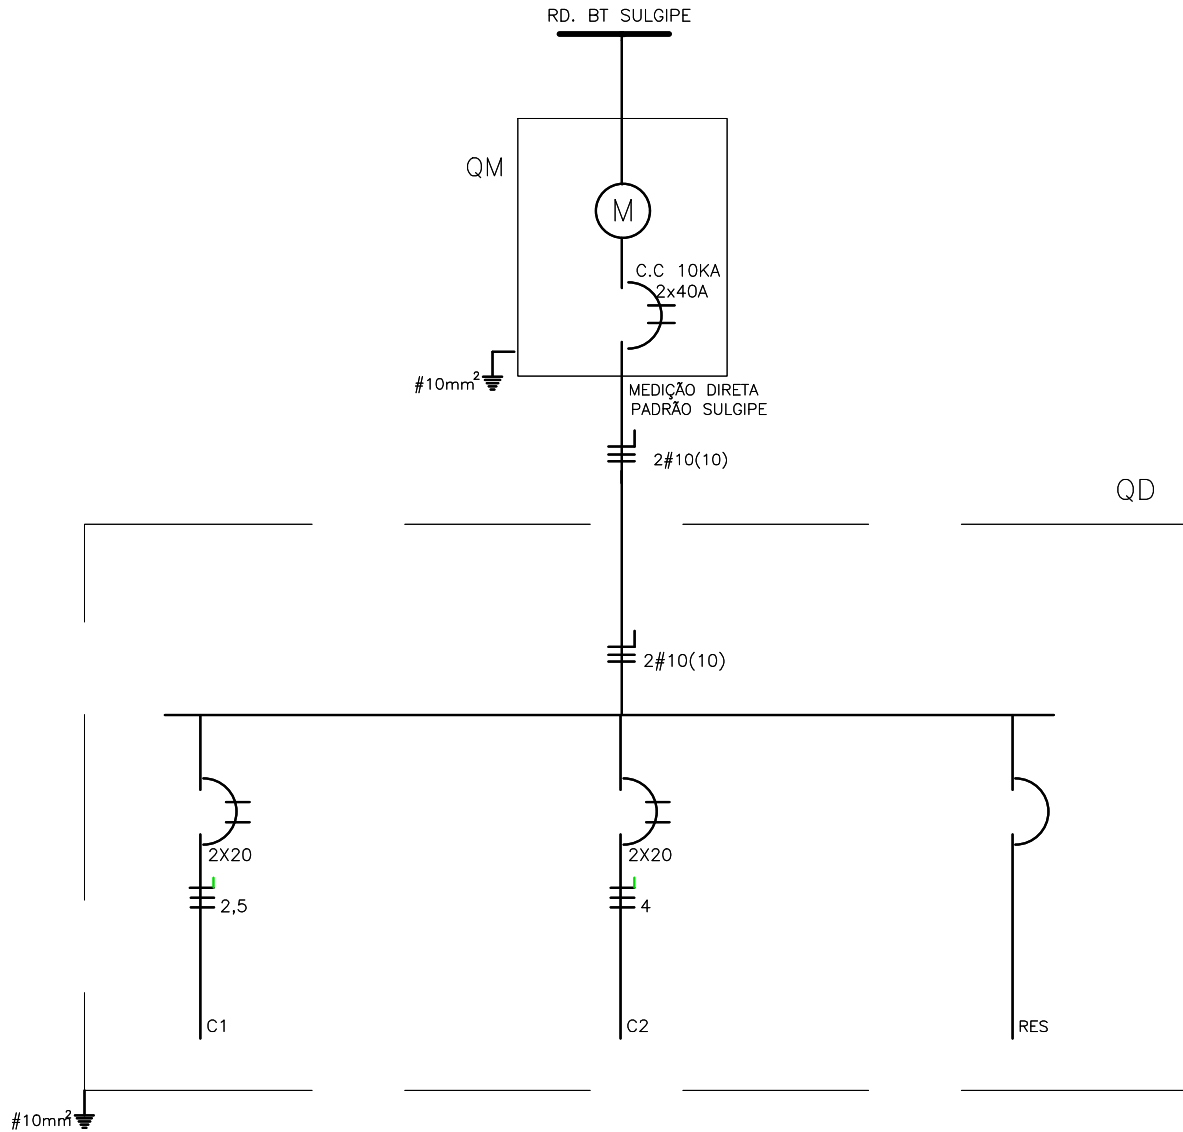 RD. BT SULGIPE
QM
M
C.C 10KA
2x40A
#10mm²
MEDIÇÃO DIRETA
PADRÃO SULGIPE
2#10(10)
QD
2#10(10)
2X20
2X20
2,5
4
C1
C2
RES
#10mm²